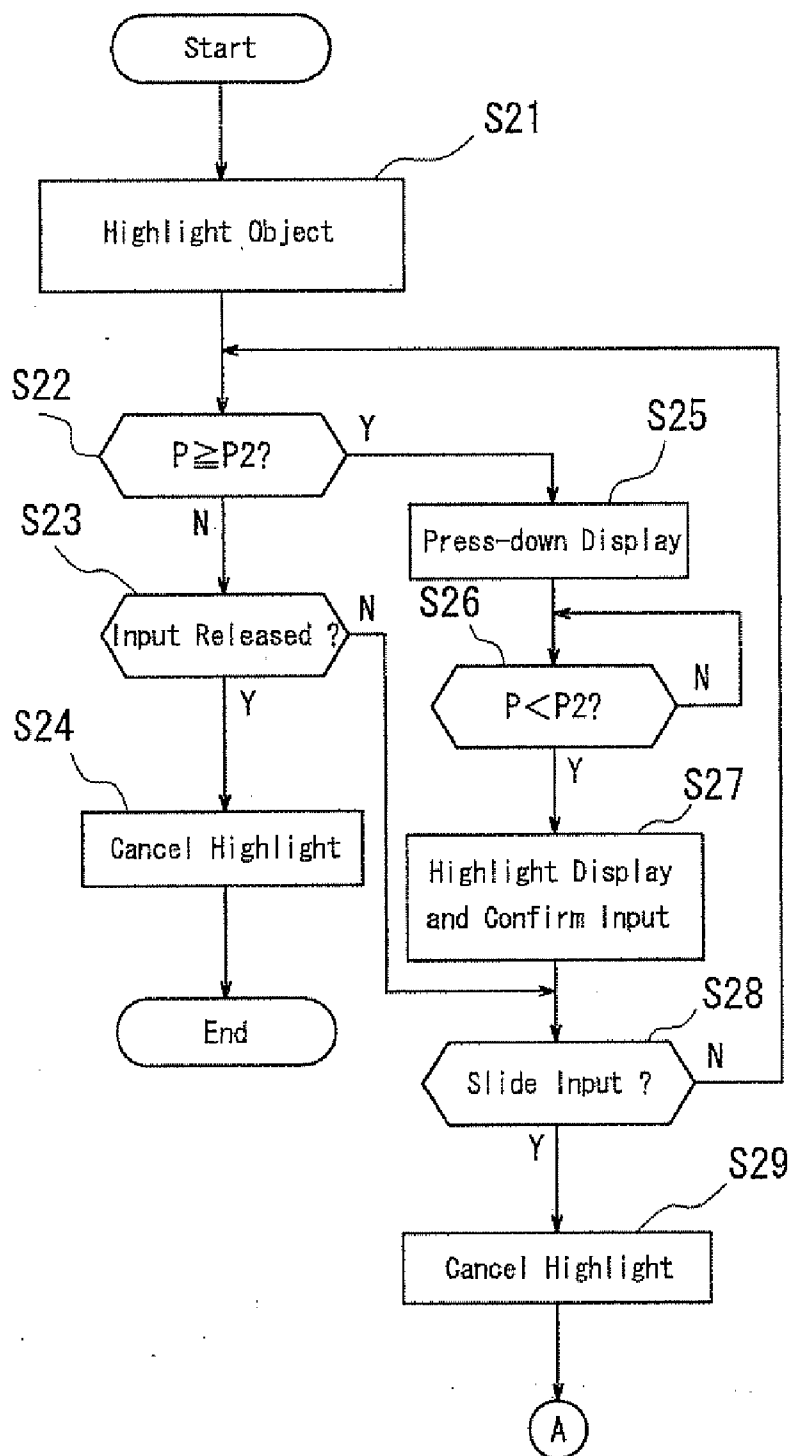 Start
S21
Highlight Object
S22
P≧P2?
Y
N
S25
Press-down Display
S23
Input Released ?
N
Y
S26
P<P2?
N
Y
S24
Cancel Highlight
S27
Highlight Display
and Confirm Input
End
S28
Slide Input ?
N
Y
S29
Cancel Highlight
A